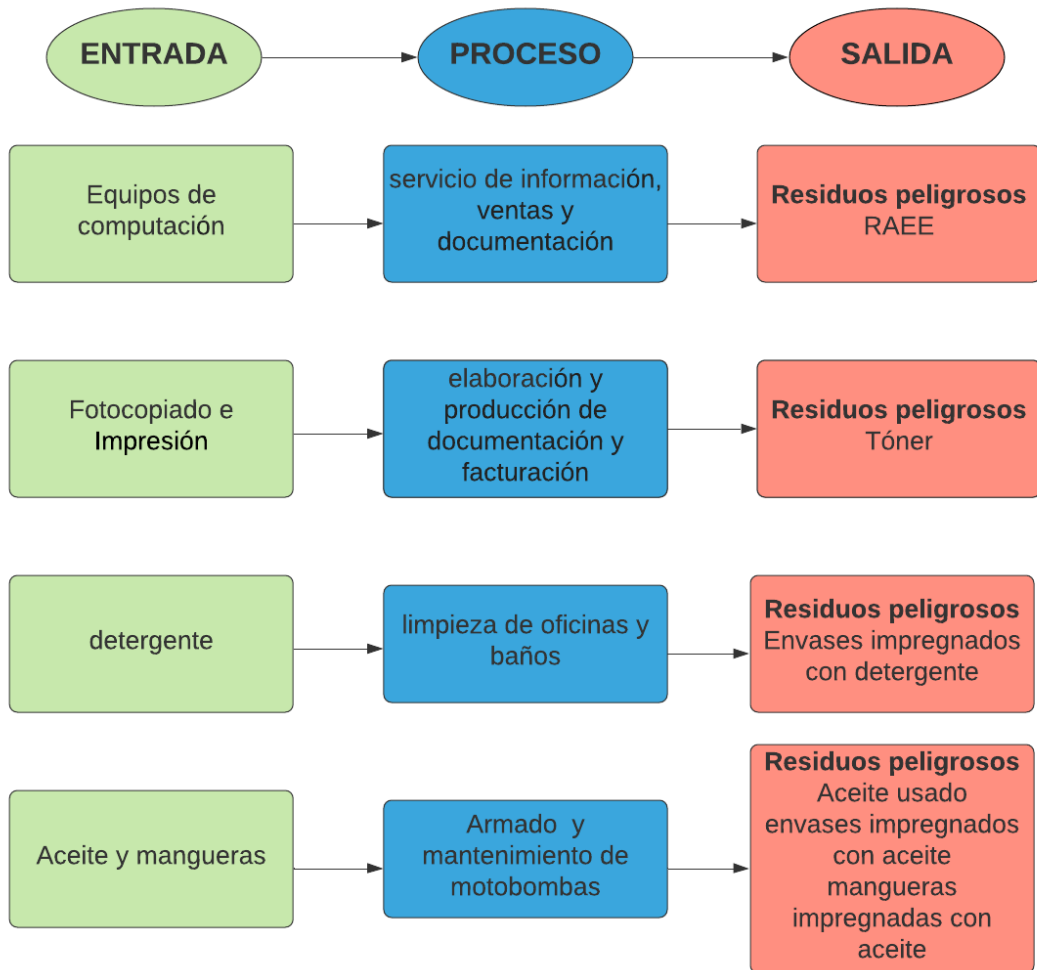 ENTRADA
PROCESO
SALIDA
Equipos de
computación
servicio de información,
ventas y
documentación
Residuos peligrosos
RAEE
Fotocopiado e
Impresión
elaboración y
producción de
documentación y
facturación
Residuos peligrosos
Tóner
detergente
limpieza de oficinas y
baños
Residuos peligrosos
Envases impregnados
con detergente
Aceite y mangueras
Armado y
mantenimiento de
motobombas
Residuos peligrosos
Aceite usado
envases impregnados
con aceite
mangueras
impregnadas con
aceite